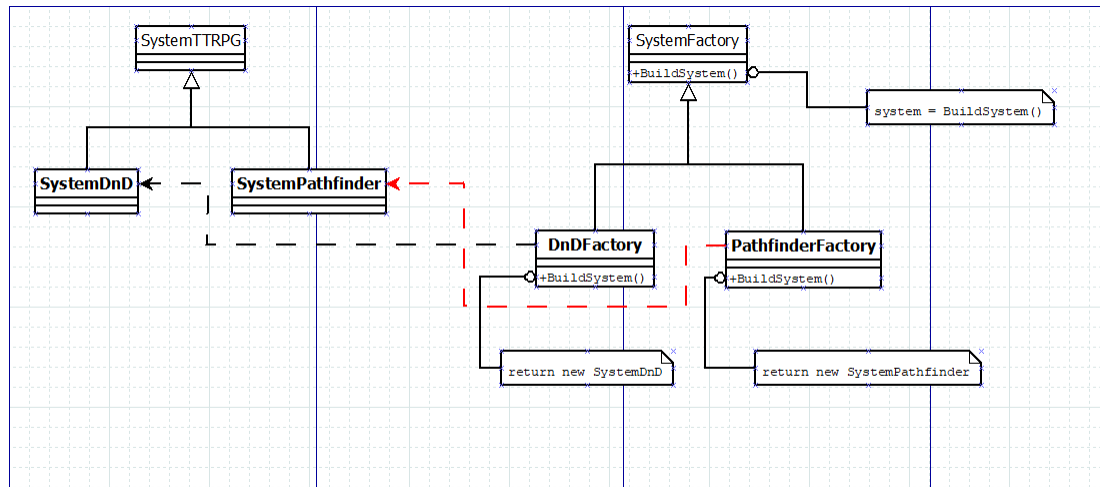 SystemTTRPG
SystemFactory
+BuildSystem()
system = BuildSystem()
SystemDnD
SystemPathfinder
DnDFactory
+BuildSystem()
PathfinderFactory
+BuildSystem()
return new SystemDnD
return new SystemPathfinder